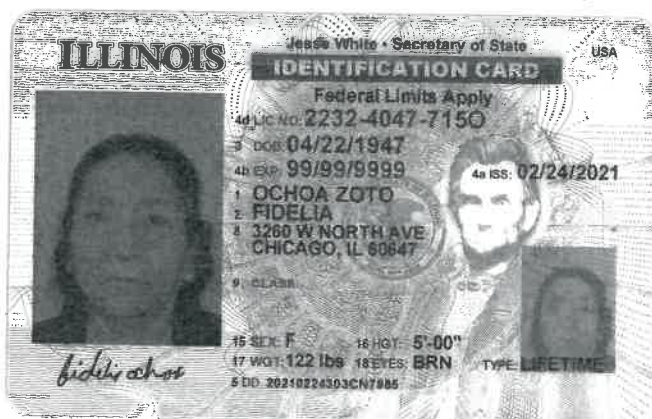 ILLINOIS
Jesse White • Secretary of State
USA
IDENTIFICATION CARD
Federal Limits Apply
4d LIC NO: 2232-4047-715O
3 DOB: 04/22/1947
4b EXP: 99/99/9999
4a ISS: 02/24/2021
1 OCHOA ZOTO
2 FIDELIA
8 3260 W NORTH AVE
CHICAGO, IL 60647
9 CLASS:
15 SEX: F 16 HGT: 5'-00"
17 WGT: 122 lbs 18 EYES: BRN TYPE: LIFETIME
5 DD: 20210224303CN7985